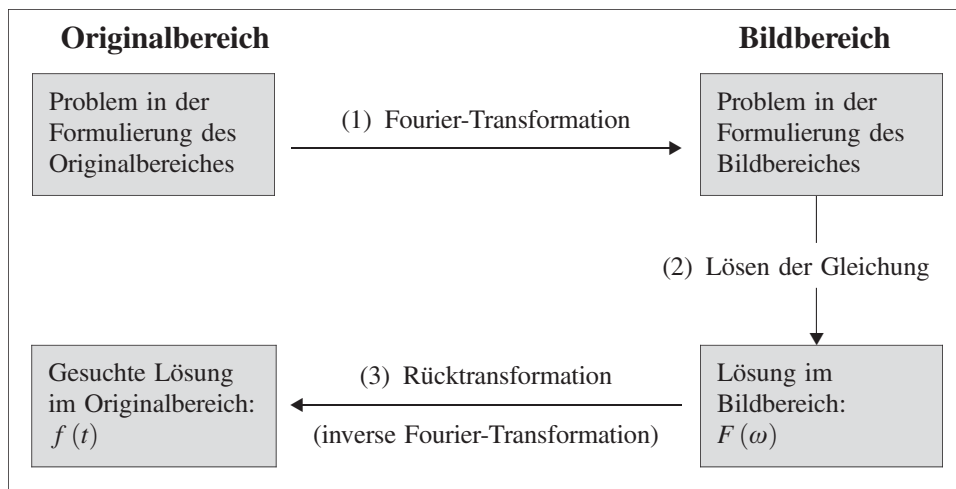 Originalbereich
Bildbereich
Problem in der
Formulierung des
Originalbereiches
(1) Fourier-Transformation
Problem in der
Formulierung des
Bildbereiches
(2) Lösen der Gleichung
Gesuchte Lösung
im Originalbereich:
f (t)
(3) Rücktransformation
(inverse Fourier-Transformation)
Lösung im
Bildbereich:
F (ω)